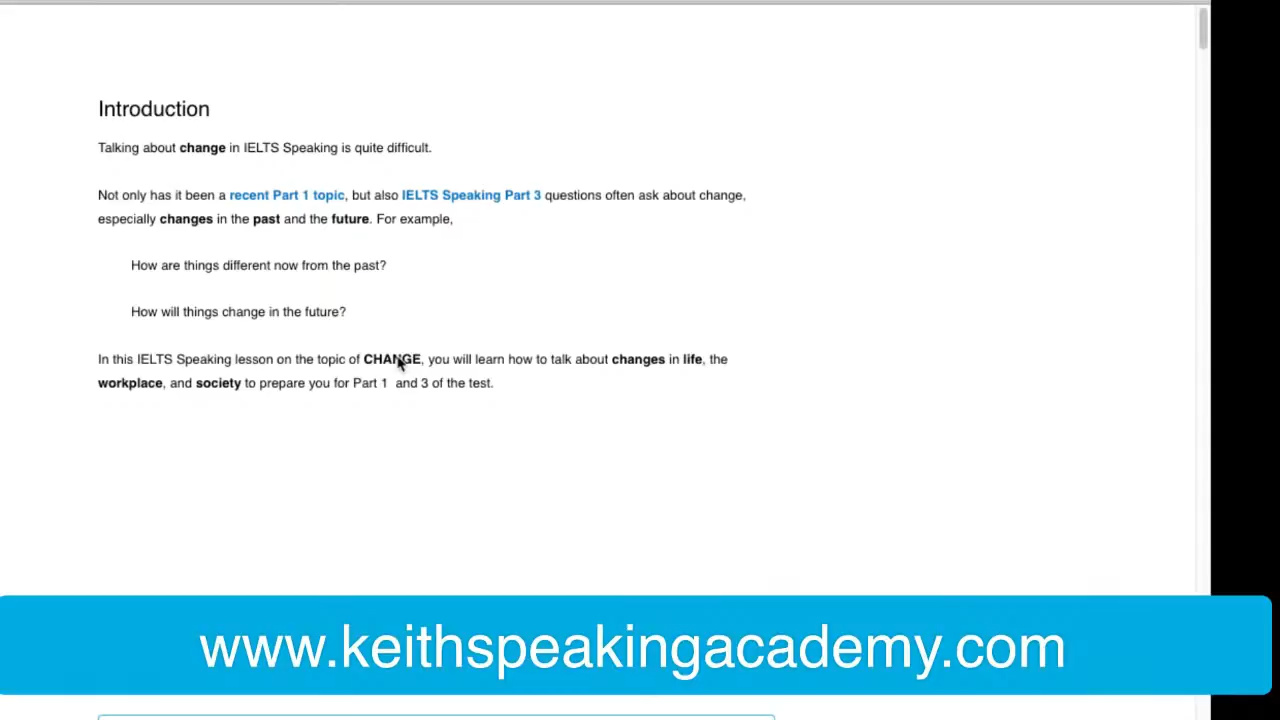 Introduction
Talking about change in IELTS Speaking is quite difficult.
Not only has it been a recent Part 1 topic, but also IELTS Speaking Part 3 questions often ask about change,
especially changes in the past and the future. For example,
How are things different now from the past?
How will things change in the future?
In this IELTS Speaking lesson on the topic of CHANGE, you will learn how to talk about changes in life, the
workplace, and society to prepare you for Part 1 and 3 of the test.
www.keithspeakingacademy.com